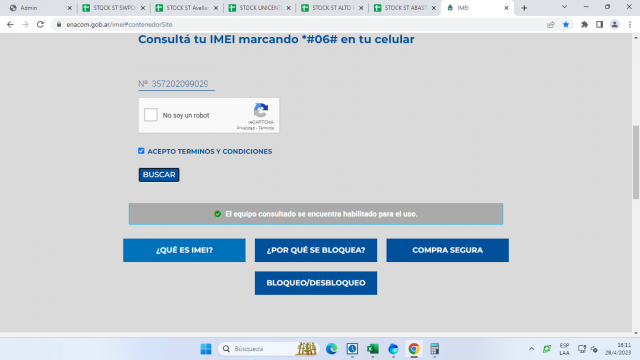 Admin
STOCK ST SWPO
STOCK ST Avella
STOCK UNICENT
STOCK ST ALTO
STOCK ST ABAST
IMEI
enacom.gob.ar/imei#contenedorSite
Consultá tu IMEI marcando *#06# en tu celular
Nº 357202099029
No soy un robot
reCAPTCHA
Privacidad - Términos
ACEPTO TERMINOS Y CONDICIONES
BUSCAR
El equipo consultado se encuentra habilitado para el uso.
¿QUÉ ES IMEI?
¿POR QUÉ SE BLOQUEA?
COMPRA SEGURA
BLOQUEO/DESBLOQUEO
Búsqueda
ESP
LAA
16:11
28/4/2023